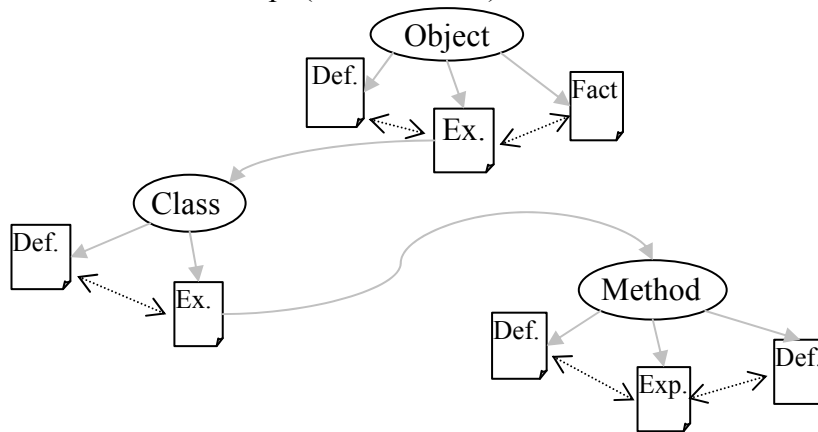 Object
Def.
Fact
Ex.
Class
Def.
Ex.
Method
Def.
Def.
Exp.